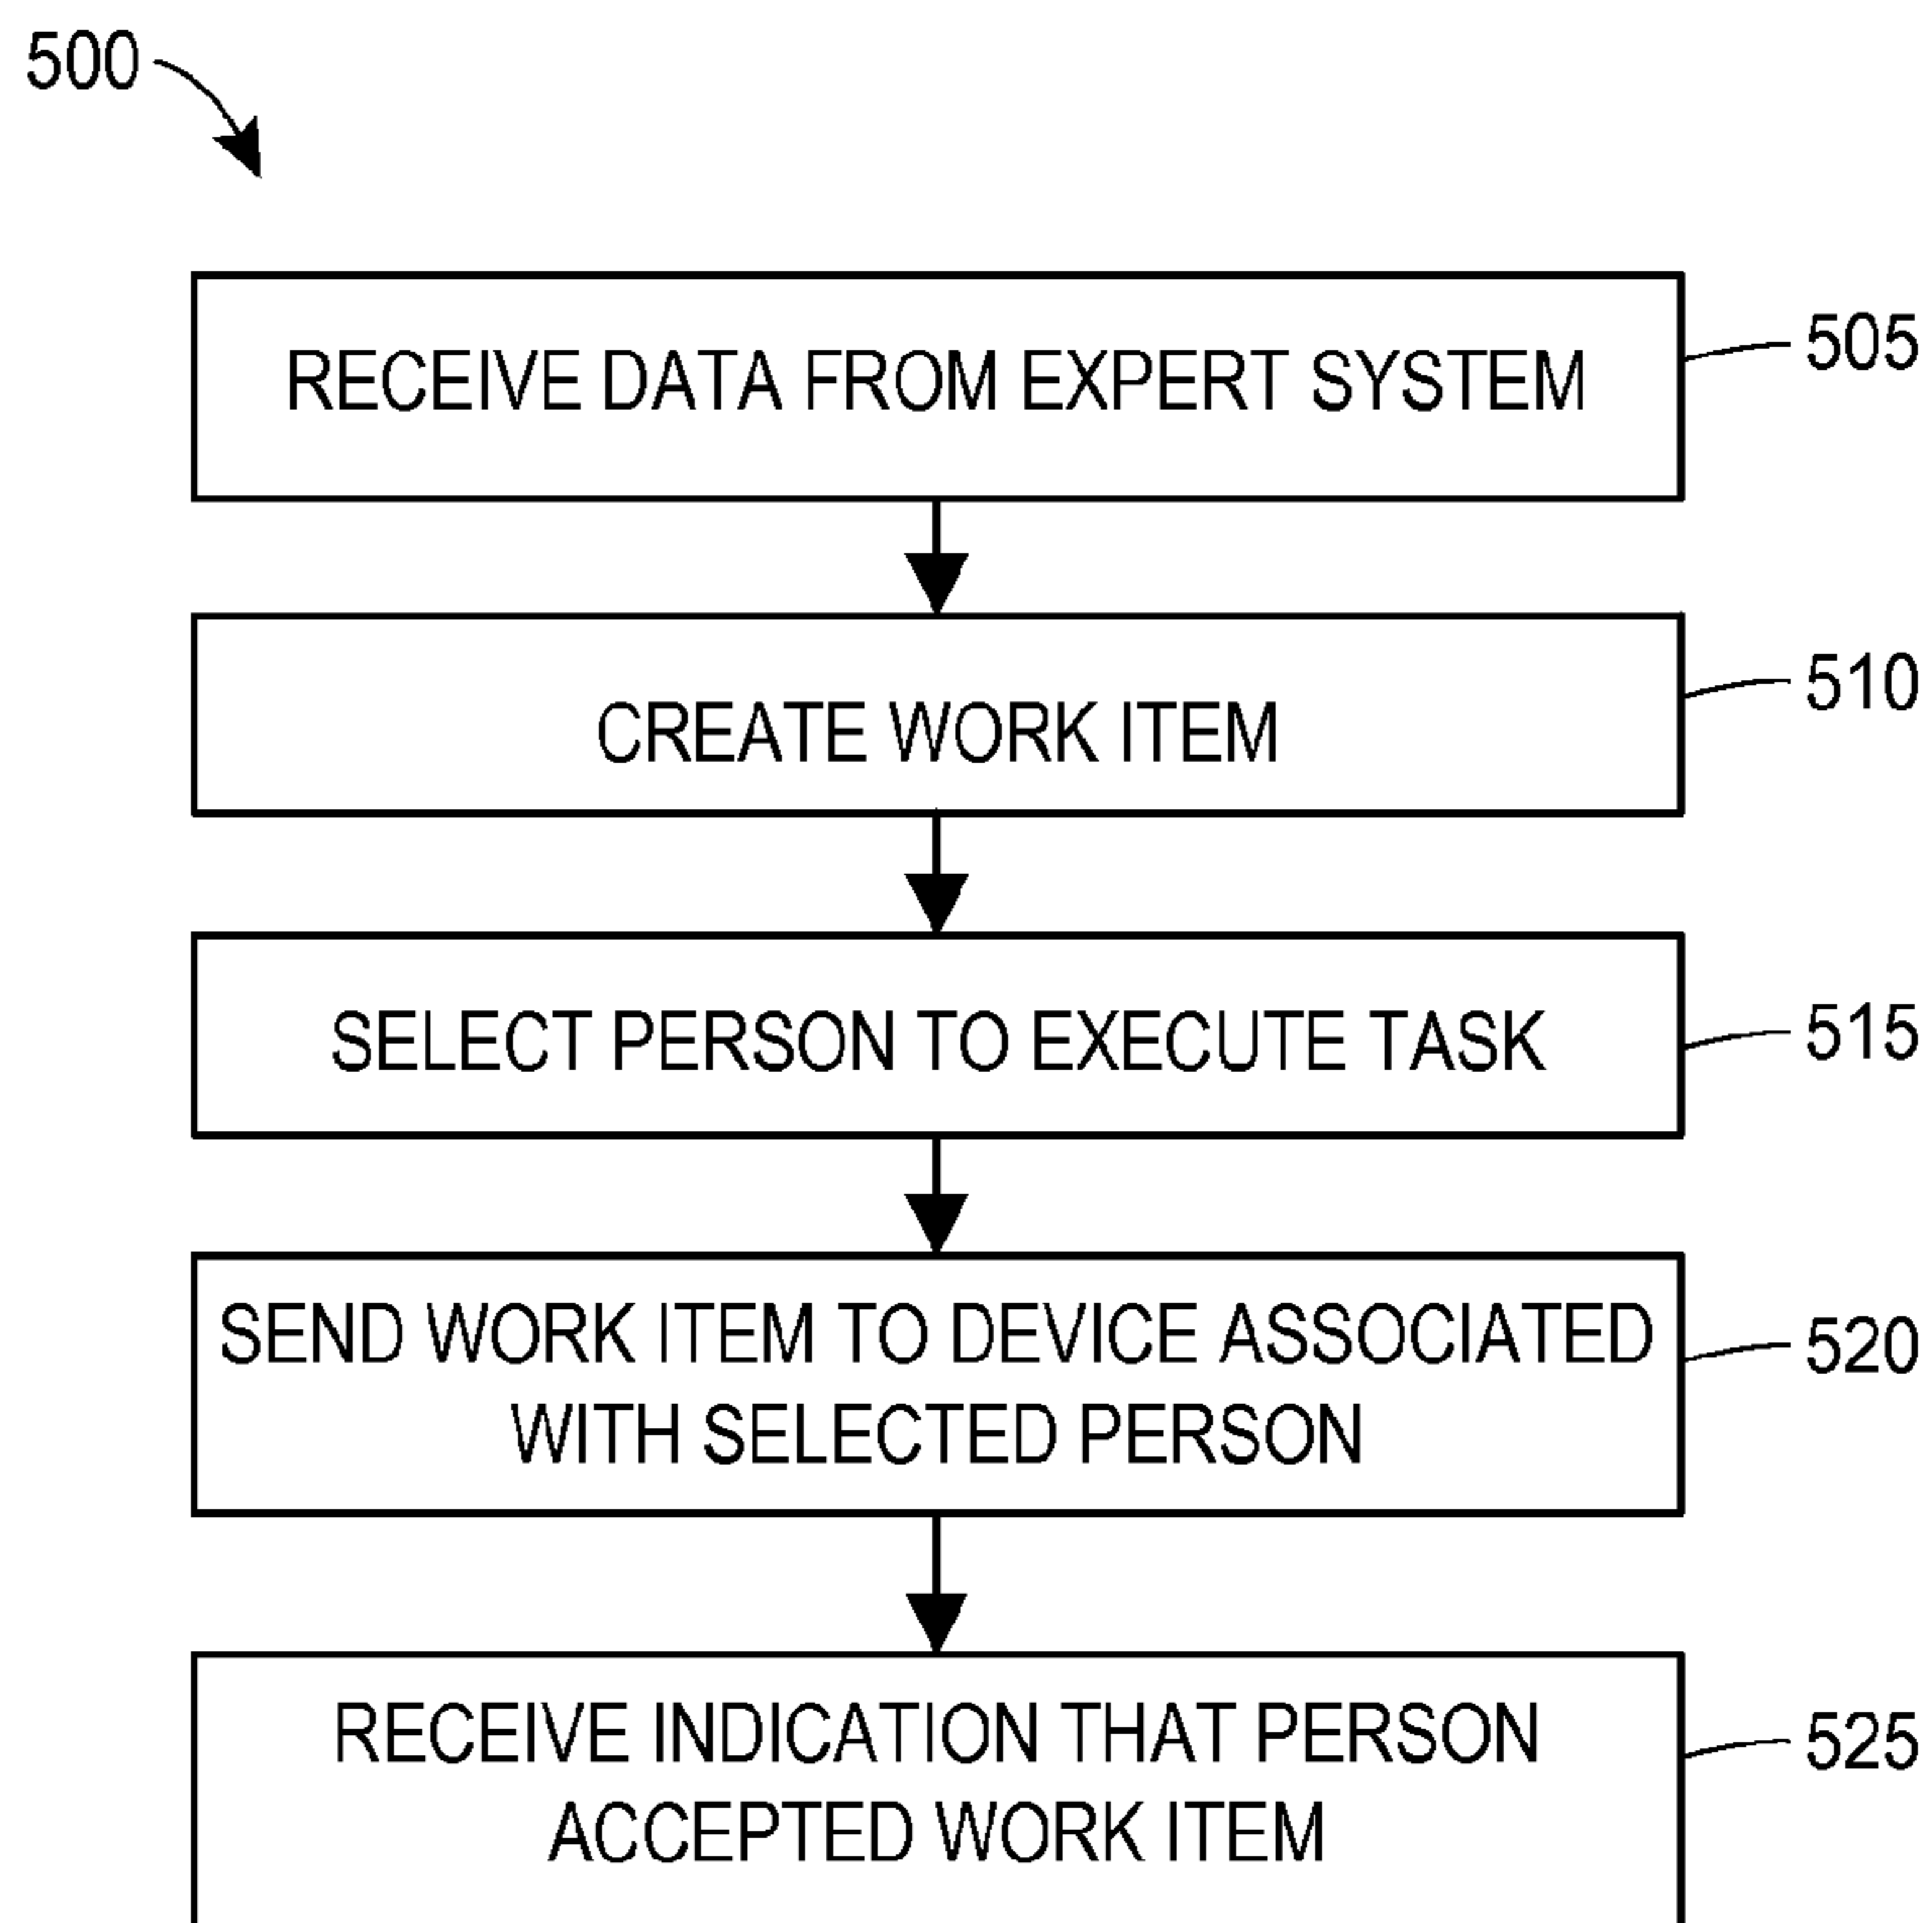 500
RECEIVE DATA FROM EXPERT SYSTEM
505
CREATE WORK ITEM
510
SELECT PERSON TO EXECUTE TASK
515
SEND WORK ITEM TO DEVICE ASSOCIATED
WITH SELECTED PERSON
520
RECEIVE INDICATION THAT PERSON
ACCEPTED WORK ITEM
525